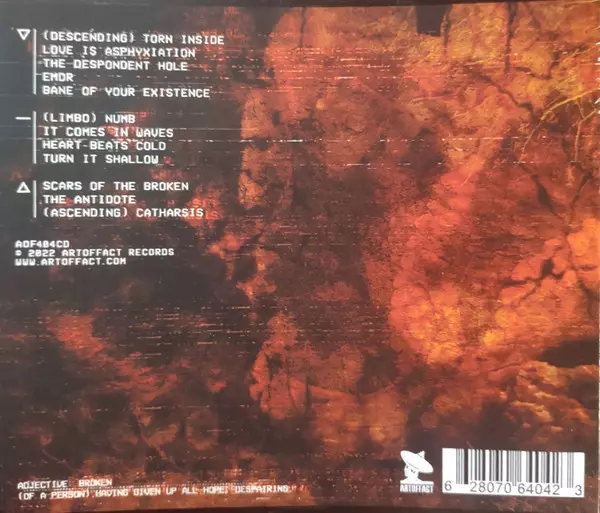 (DESCENDING) TORN INSIDE
LOVE IS ASPHYXIATION
THE DESPONDENT HOLE
EMDR
BANE OF YOUR EXISTENCE
(LIMBO) NUMB
IT COMES IN WAVES
HEART-BEATS COLD
TURN IT SHALLOW
SCARS OF THE BROKEN
THE ANTIDOTE
(ASCENDING) CATHARSIS
AOF404CD
© 2022 ARTOFFACT RECORDS
WWW.ARTOFFACT.COM
ADJECTIVE BROKEN
(OF A PERSON) HAVING GIVEN UP ALL HOPE; DESPAIRING.
ARTOFFACT
6 28070 64042 3